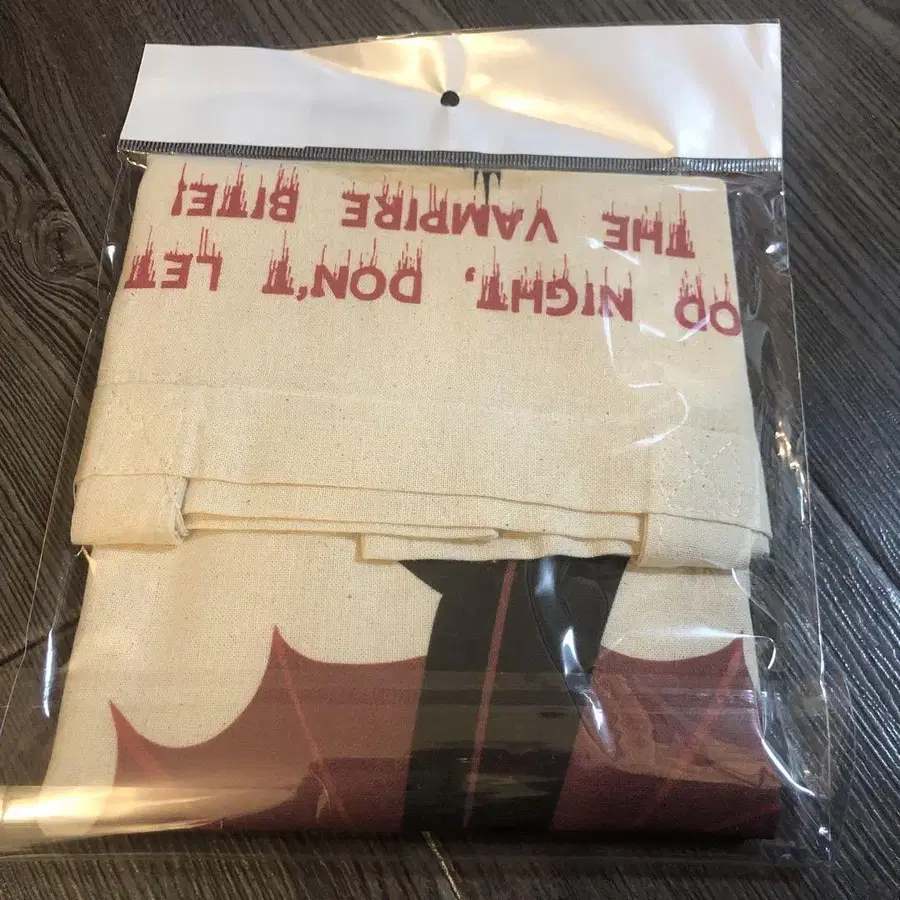 OD NIGHT, DON'T LET
THE VAMPIRE BITE!